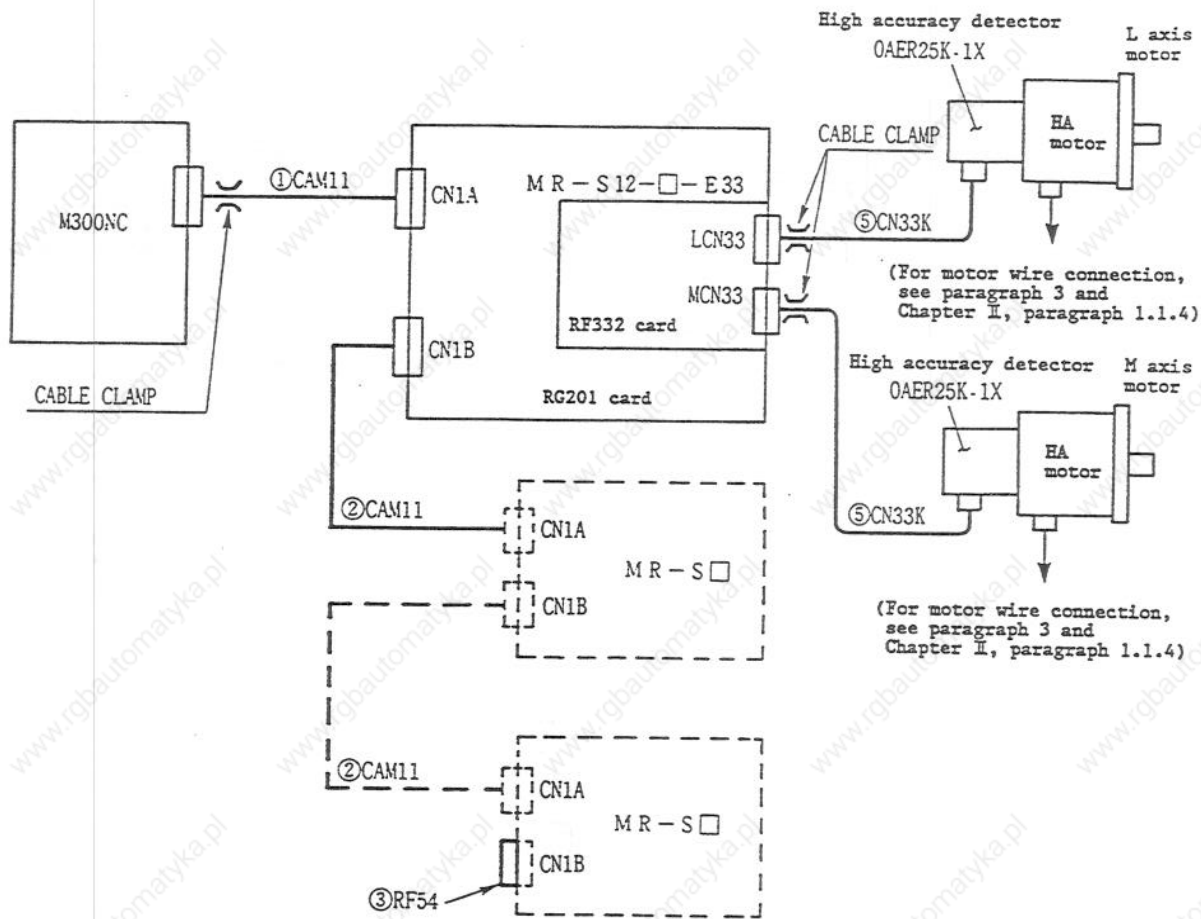 High accuracy detector
OAER25K-1X
L axis
motor
HA
motor
CABLE CLAMP
①CAM11
CN1A
MR-S12-□-E33
M300NC
LCN33
⑤CN33K
MCN33
(For motor wire connection,
see paragraph 3 and
Chapter Ⅱ, paragraph 1.1.4)
RF332 card
CN1B
High accuracy detector
OAER25K-1X
M axis
motor
CABLE CLAMP
RG201 card
HA
motor
②CAM11
CN1A
⑤CN33K
MR-S□
CN1B
(For motor wire connection,
see paragraph 3 and
Chapter Ⅱ, paragraph 1.1.4)
②CAM11
CN1A
MR-S□
CN1B
③RF54
www.rgbautomatyka.pl